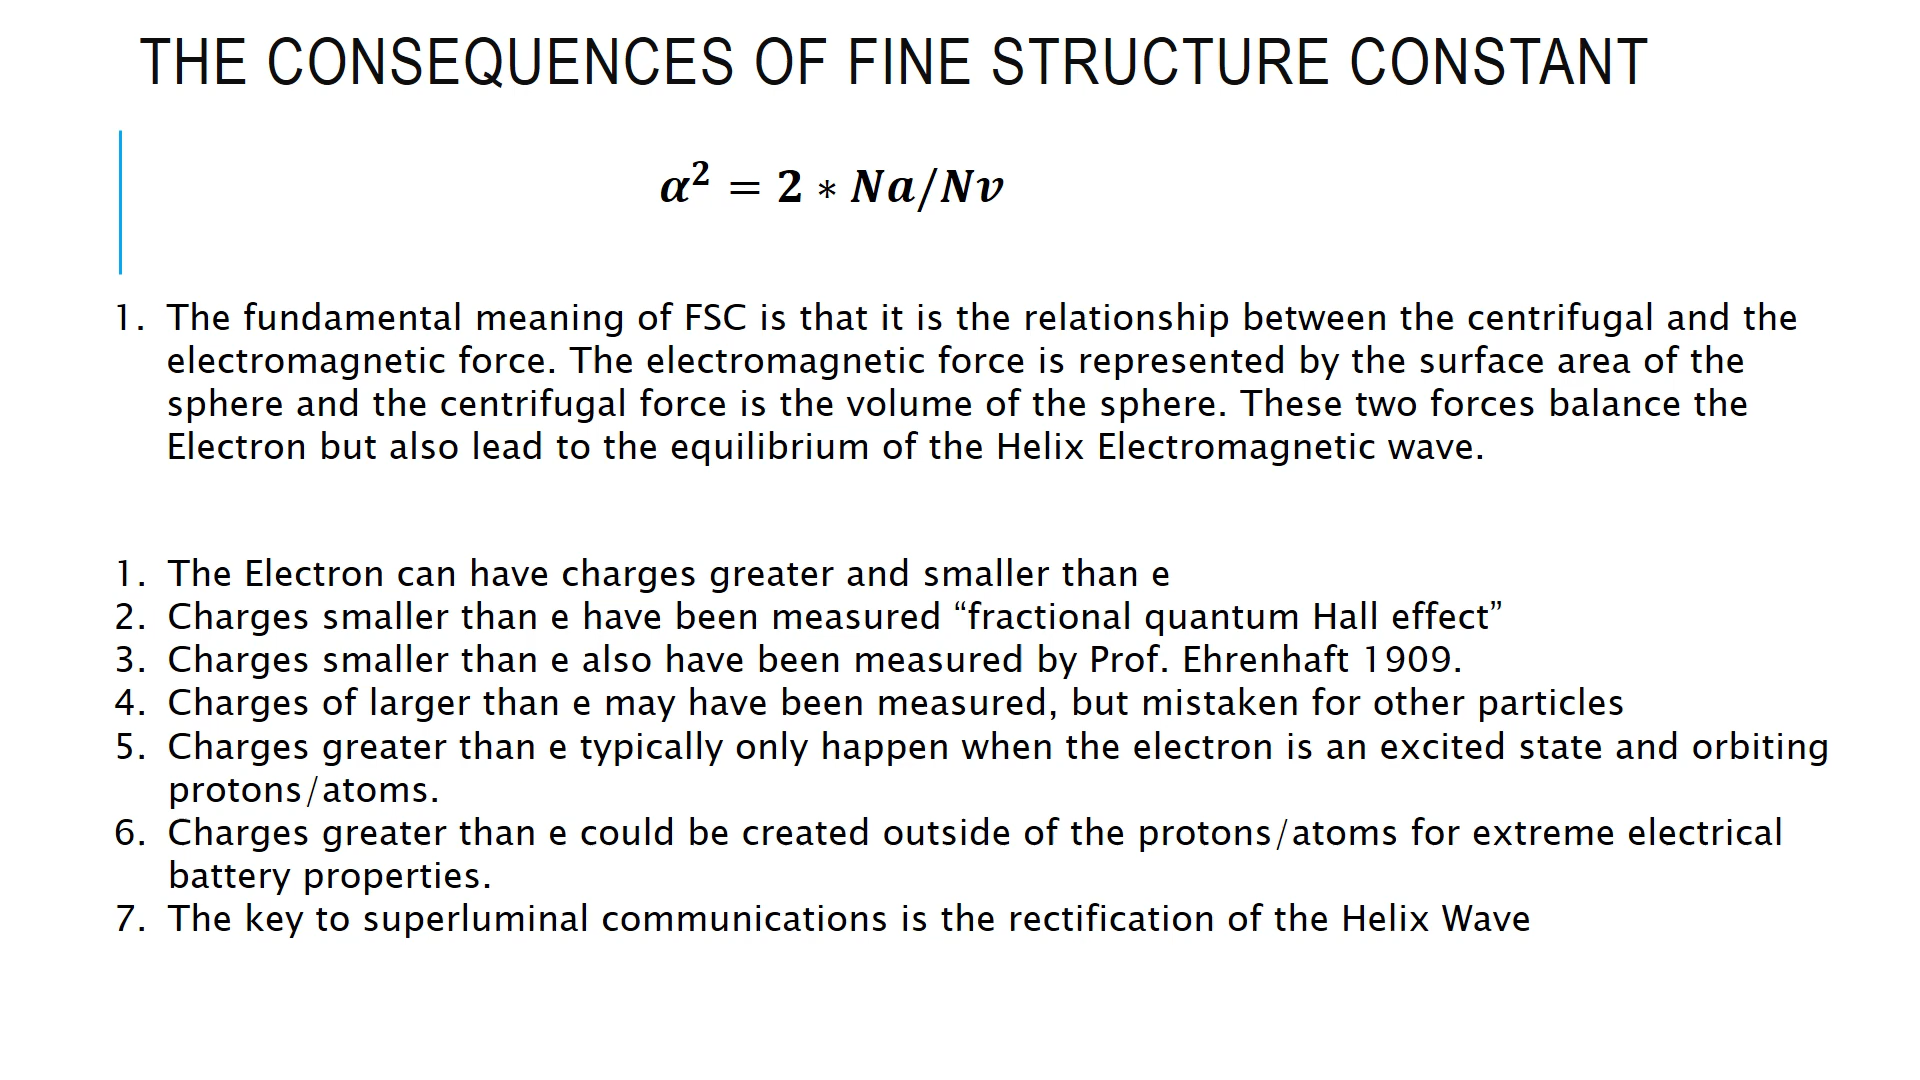 THE CONSEQUENCES OF FINE STRUCTURE CONSTANT
α² = 2 ∗ Na/Nv
1. The fundamental meaning of FSC is that it is the relationship between the centrifugal and the
electromagnetic force. The electromagnetic force is represented by the surface area of the
sphere and the centrifugal force is the volume of the sphere. These two forces balance the
Electron but also lead to the equilibrium of the Helix Electromagnetic wave.
1. The Electron can have charges greater and smaller than e
2. Charges smaller than e have been measured “fractional quantum Hall effect”
3. Charges smaller than e also have been measured by Prof. Ehrenhaft 1909.
4. Charges of larger than e may have been measured, but mistaken for other particles
5. Charges greater than e typically only happen when the electron is an excited state and orbiting
protons/atoms.
6. Charges greater than e could be created outside of the protons/atoms for extreme electrical
battery properties.
7. The key to superluminal communications is the rectification of the Helix Wave